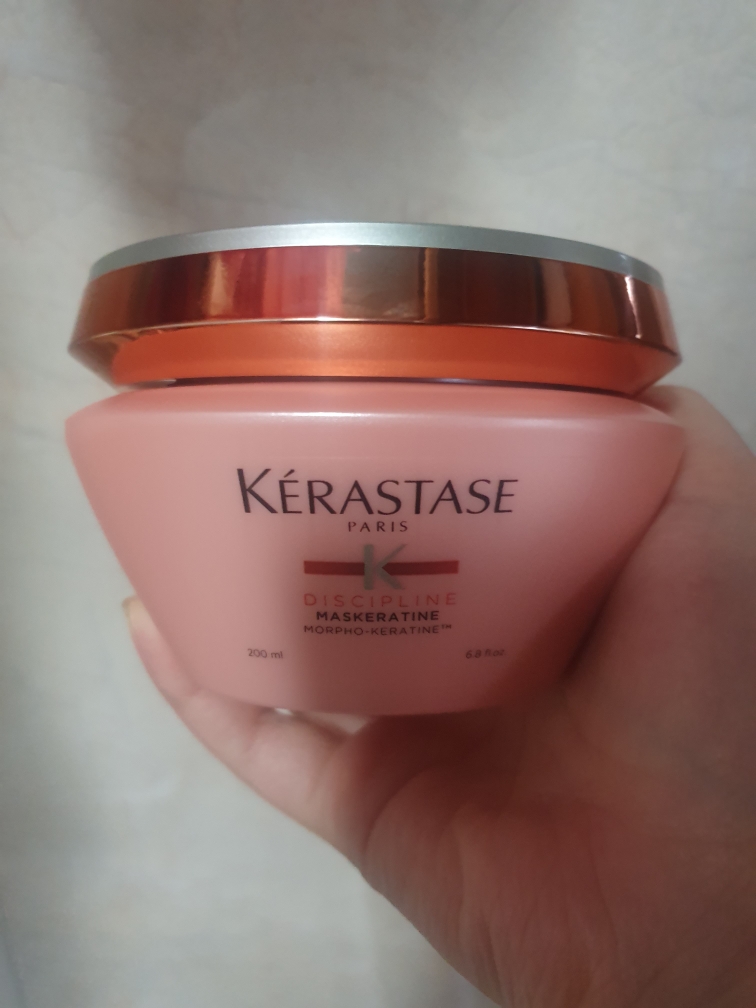 KÉRASTASE
PARIS
K
DISCIPLINE
MASKERATINE
MORPHO-KERATINE™
200 ml 6.8 fl oz